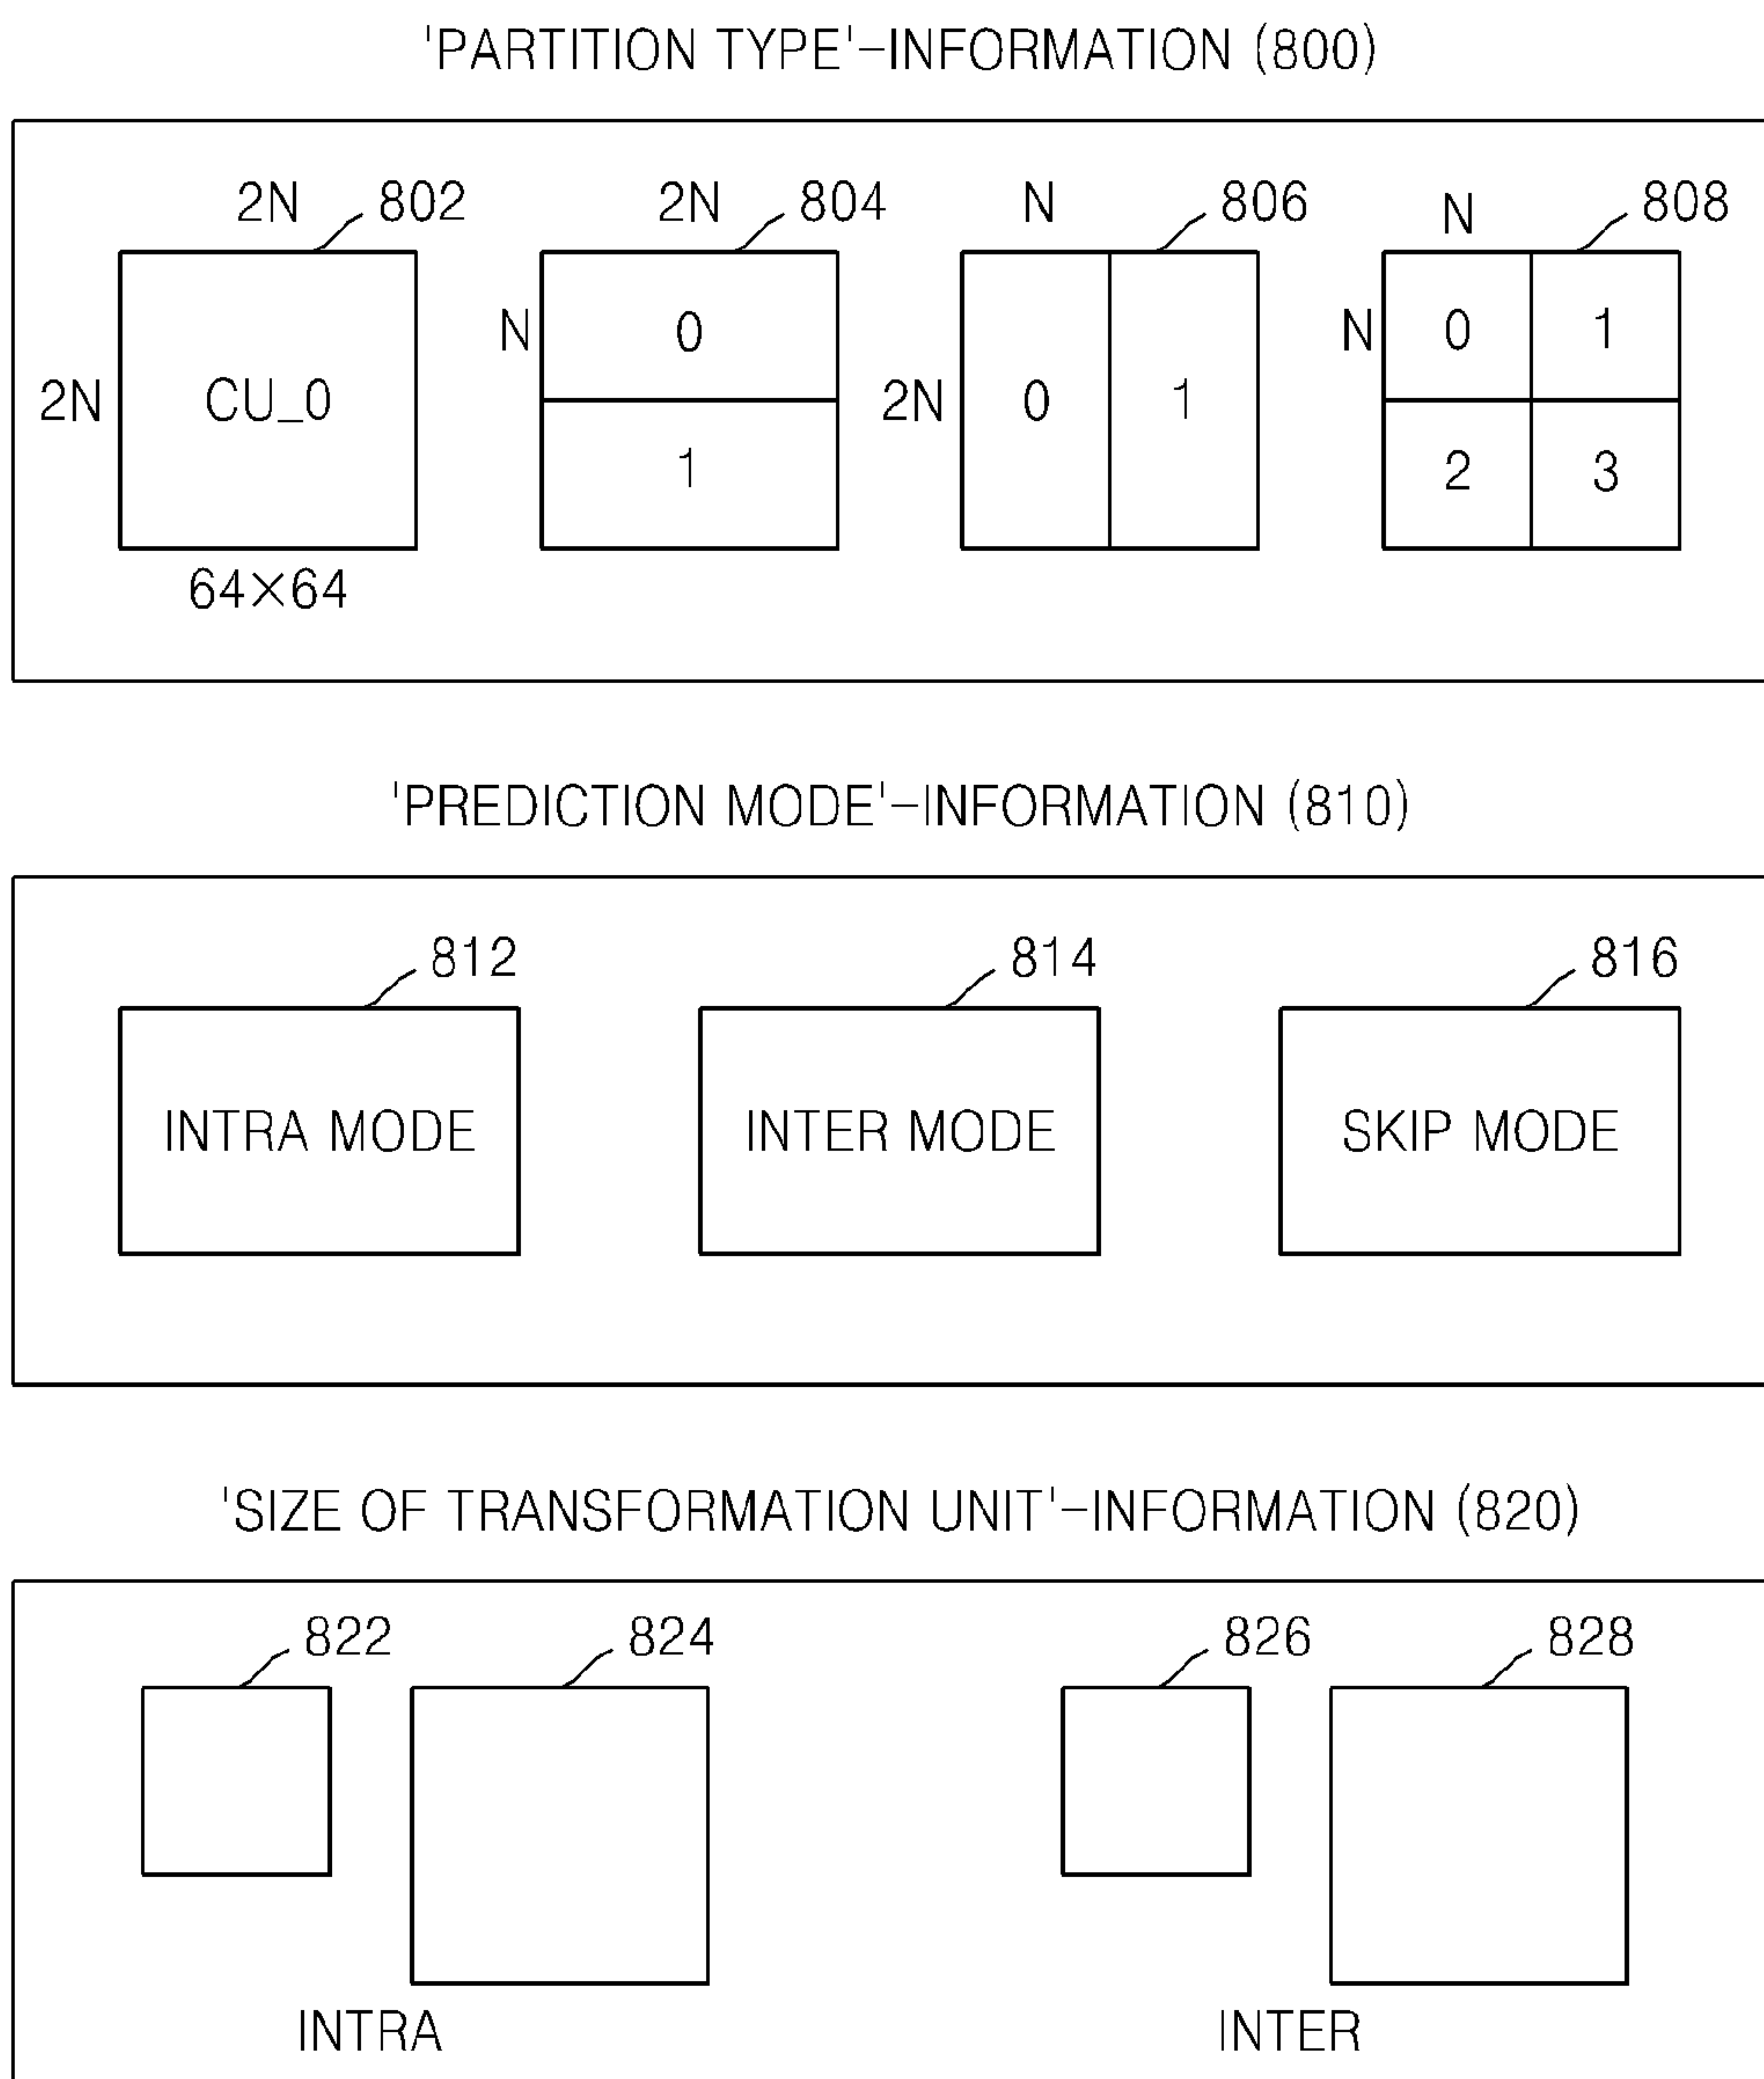 'PARTITION TYPE'-INFORMATION (800)
2N 802 2N 804 N 806 N 808
N 0 N 0 1
2N CU_0 2N 0 1
1 2 3
64×64
'PREDICTION MODE'-INFORMATION (810)
812 814 816
INTRA MODE INTER MODE SKIP MODE
'SIZE OF TRANSFORMATION UNIT'-INFORMATION (820)
822 824 826 828
INTRA INTER